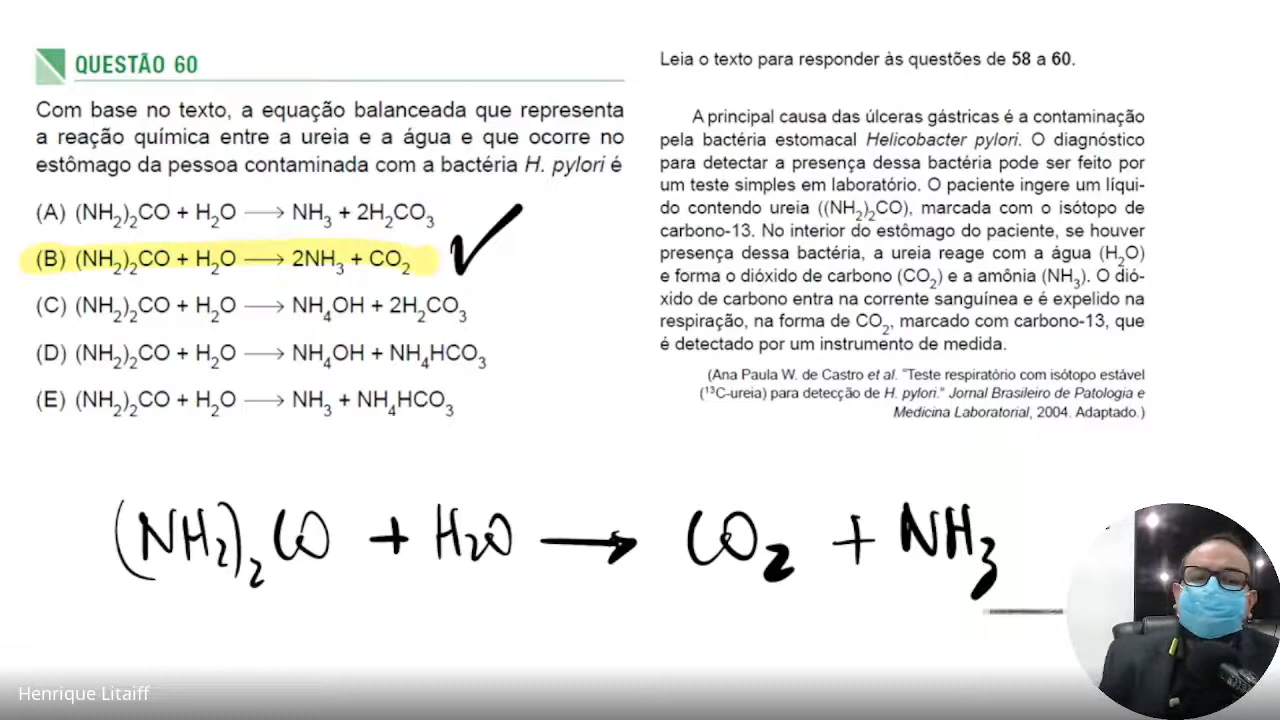 QUESTÃO 60
Com base no texto, a equação balanceada que representa
a reação química entre a ureia e a água e que ocorre no
estômago da pessoa contaminada com a bactéria H. pylori é
(A) (NH₂)₂CO + H₂O ⟶ NH₃ + 2H₂CO₃
(B) (NH₂)₂CO + H₂O ⟶ 2NH₃ + CO₂
(C) (NH₂)₂CO + H₂O ⟶ NH₄OH + 2H₂CO₃
(D) (NH₂)₂CO + H₂O ⟶ NH₄OH + NH₄HCO₃
(E) (NH₂)₂CO + H₂O ⟶ NH₃ + NH₄HCO₃
Leia o texto para responder às questões de 58 a 60.
A principal causa das úlceras gástricas é a contaminação
pela bactéria estomacal Helicobacter pylori. O diagnóstico
para detectar a presença dessa bactéria pode ser feito por
um teste simples em laboratório. O paciente ingere um líqui-
do contendo ureia ((NH₂)₂CO), marcada com o isótopo de
carbono-13. No interior do estômago do paciente, se houver
presença dessa bactéria, a ureia reage com a água (H₂O)
e forma o dióxido de carbono (CO₂) e a amônia (NH₃). O dió-
xido de carbono entra na corrente sanguínea e é expelido na
respiração, na forma de CO₂, marcado com carbono-13, que
é detectado por um instrumento de medida.
(Ana Paula W. de Castro et al. “Teste respiratório com isótopo estável
(¹³C-ureia) para detecção de H. pylori.” Jornal Brasileiro de Patologia e
Medicina Laboratorial, 2004. Adaptado.)
(NH₂)₂CO + H₂O ⟶ CO₂ + NH₃
Henrique Litaiff